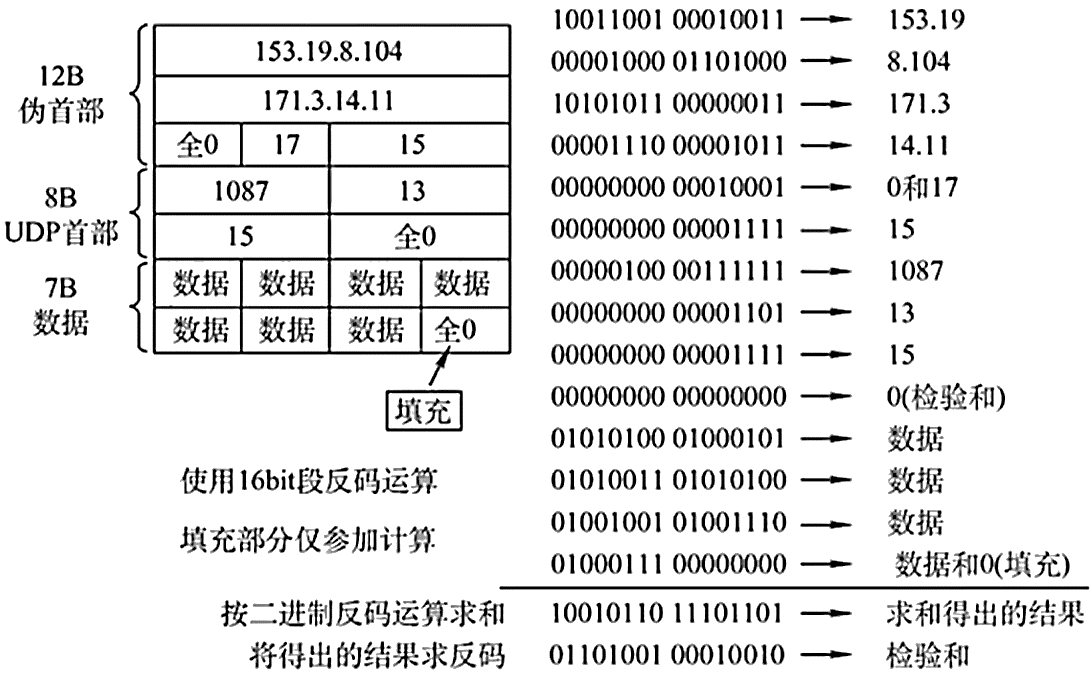 12B
伪首部
153.19.8.104
171.3.14.11
全0 17 15
8B
UDP首部
1087 13
15 全0
7B
数据
数据 数据 数据 数据
数据 数据 数据 全0
填充
使用16bit段反码运算
填充部分仅参加计算
10011001 00010011 → 153.19
00001000 01101000 → 8.104
10101011 00000011 → 171.3
00001110 00001011 → 14.11
00000000 00010001 → 0和17
00000000 00001111 → 15
00000100 00111111 → 1087
00000000 00001101 → 13
00000000 00001111 → 15
00000000 00000000 → 0(检验和)
01010100 01000101 → 数据
01010011 01010100 → 数据
01001001 01001110 → 数据
01000111 00000000 → 数据和0(填充)
按二进制反码运算求和 10010110 11101101 → 求和得出的结果
将得出的结果求反码 01101001 00010010 → 检验和